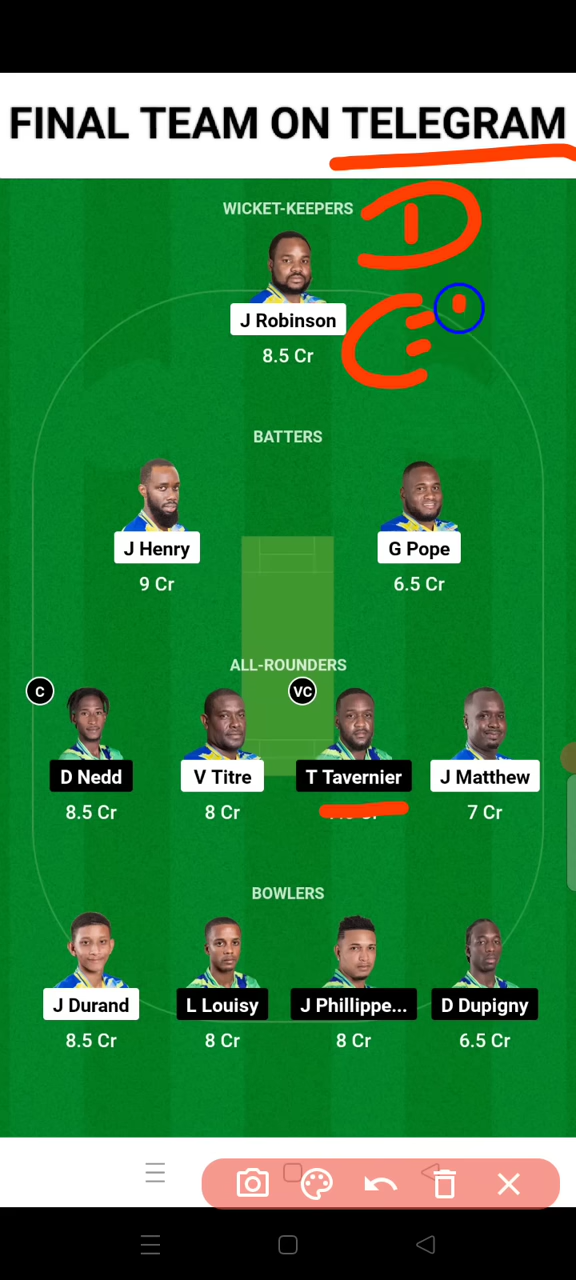 FINAL TEAM ON TELEGRAM
WICKET-KEEPERS
J Robinson
8.5 Cr
BATTERS
J Henry
G Pope
9 Cr
6.5 Cr
ALL-ROUNDERS
C
VC
D Nedd
V Titre
T Tavernier
J Matthew
8.5 Cr
8 Cr
7 Cr
BOWLERS
J Durand
L Louisy
J Phillippe...
D Dupigny
8.5 Cr
8 Cr
8 Cr
6.5 Cr